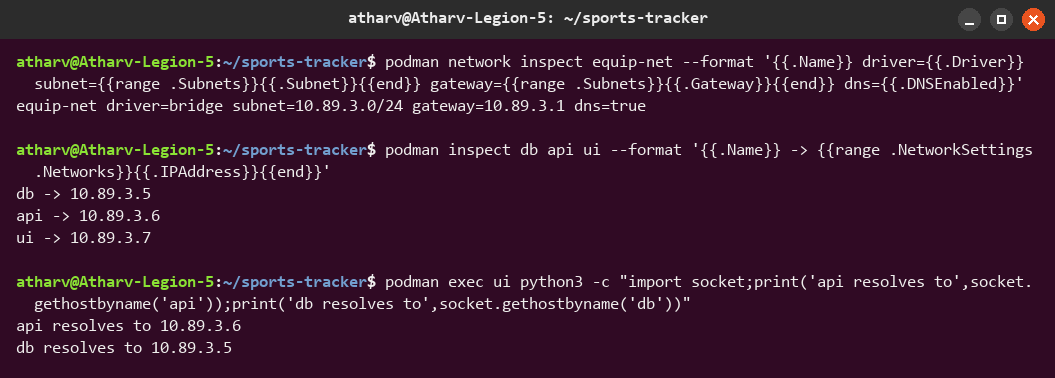 atharv@Atharv-Legion-5: ~/sports-tracker
atharv@Atharv-Legion-5:~/sports-tracker$ podman network inspect equip-net --format '{{.Name}} driver={{.Driver}}
subnet={{range .Subnets}}{{.Subnet}}{{end}} gateway={{range .Subnets}}{{.Gateway}}{{end}} dns={{.DNSEnabled}}'
equip-net driver=bridge subnet=10.89.3.0/24 gateway=10.89.3.1 dns=true
atharv@Atharv-Legion-5:~/sports-tracker$ podman inspect db api ui --format '{{.Name}} -> {{range .NetworkSettings
.Networks}}{{.IPAddress}}{{end}}'
db -> 10.89.3.5
api -> 10.89.3.6
ui -> 10.89.3.7
atharv@Atharv-Legion-5:~/sports-tracker$ podman exec ui python3 -c "import socket;print('api resolves to',socket.
gethostbyname('api'));print('db resolves to',socket.gethostbyname('db'))"
api resolves to 10.89.3.6
db resolves to 10.89.3.5